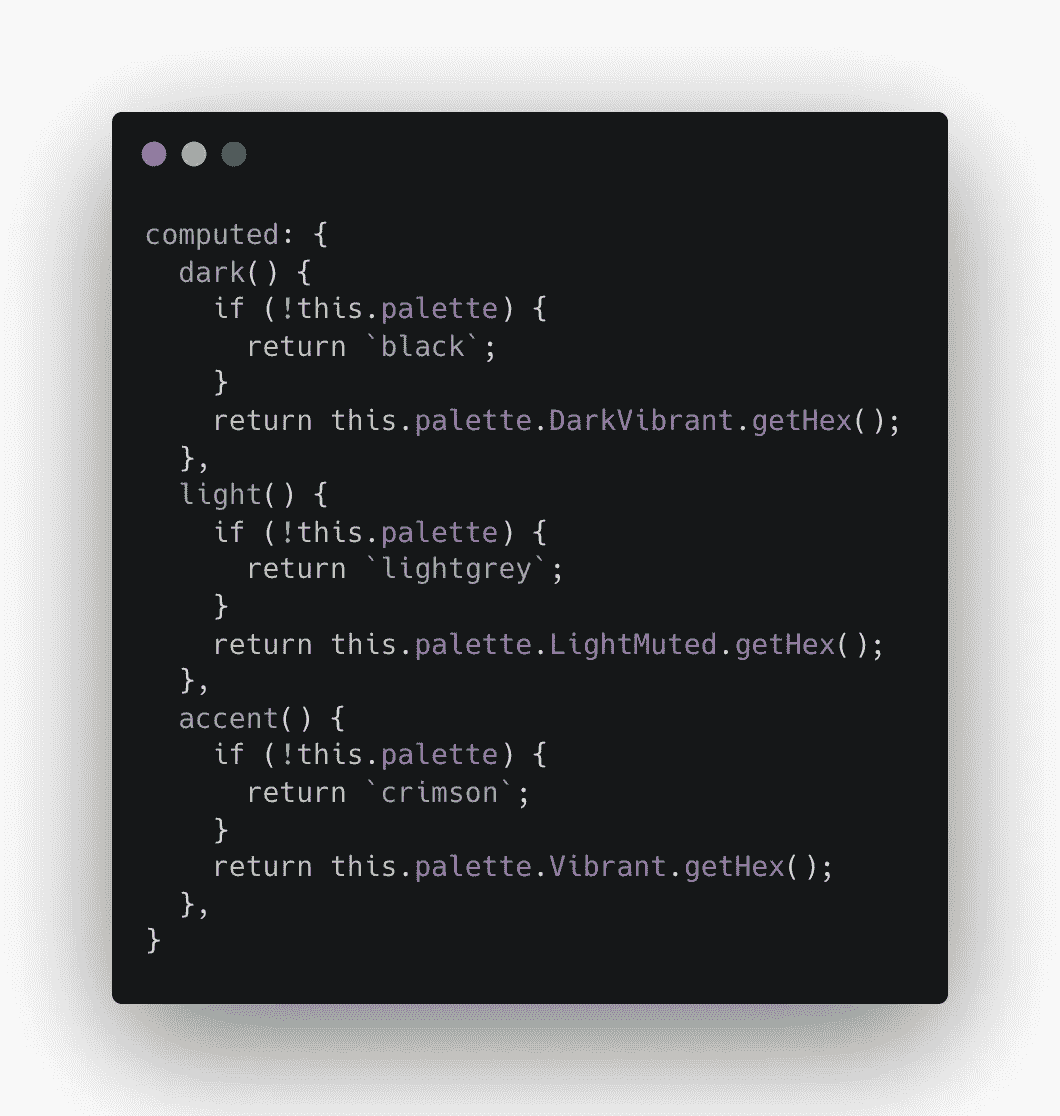 computed: {
  dark() {
    if (!this.palette) {
      return `black`;
    }
    return this.palette.DarkVibrant.getHex();
  },
  light() {
    if (!this.palette) {
      return `lightgrey`;
    }
    return this.palette.LightMuted.getHex();
  },
  accent() {
    if (!this.palette) {
      return `crimson`;
    }
    return this.palette.Vibrant.getHex();
  },
}